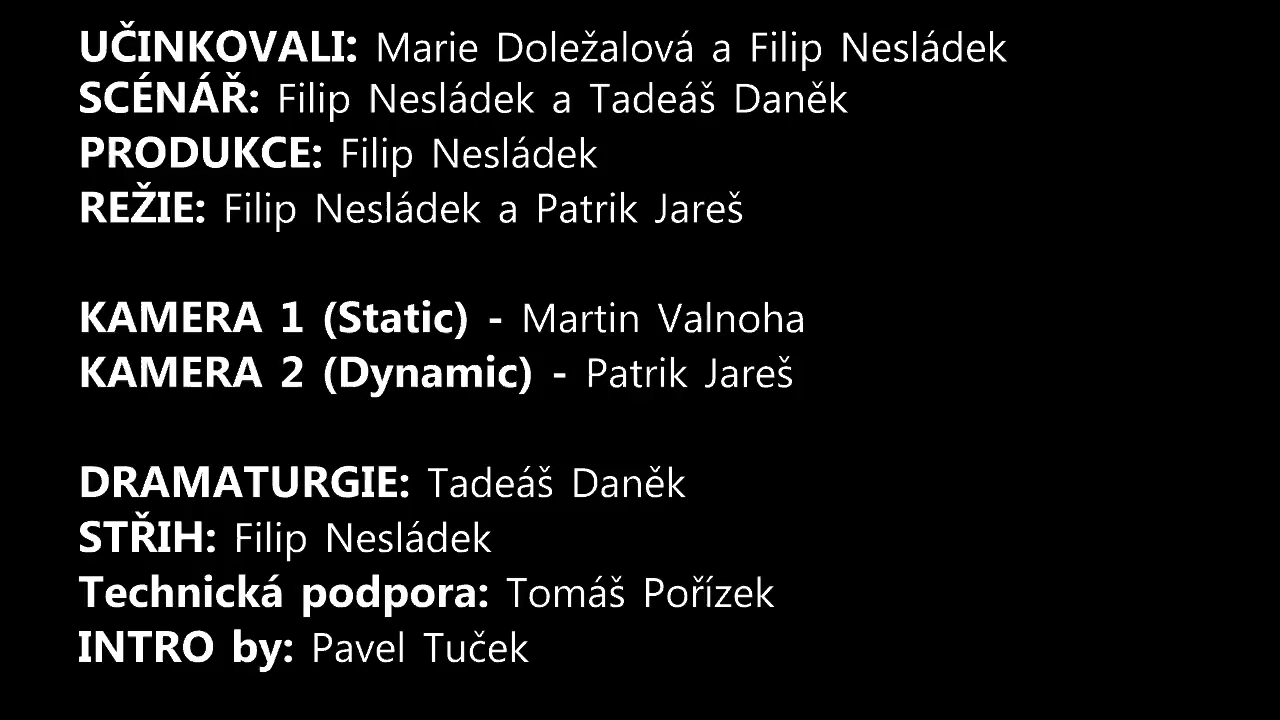 UČINKOVALI: Marie Doležalová a Filip Nesládek
SCÉNÁŘ: Filip Nesládek a Tadeáš Daněk
PRODUKCE: Filip Nesládek
REŽIE: Filip Nesládek a Patrik Jareš
KAMERA 1 (Static) - Martin Valnoha
KAMERA 2 (Dynamic) - Patrik Jareš
DRAMATURGIE: Tadeáš Daněk
STŘIH: Filip Nesládek
Technická podpora: Tomáš Pořízek
INTRO by: Pavel Tuček